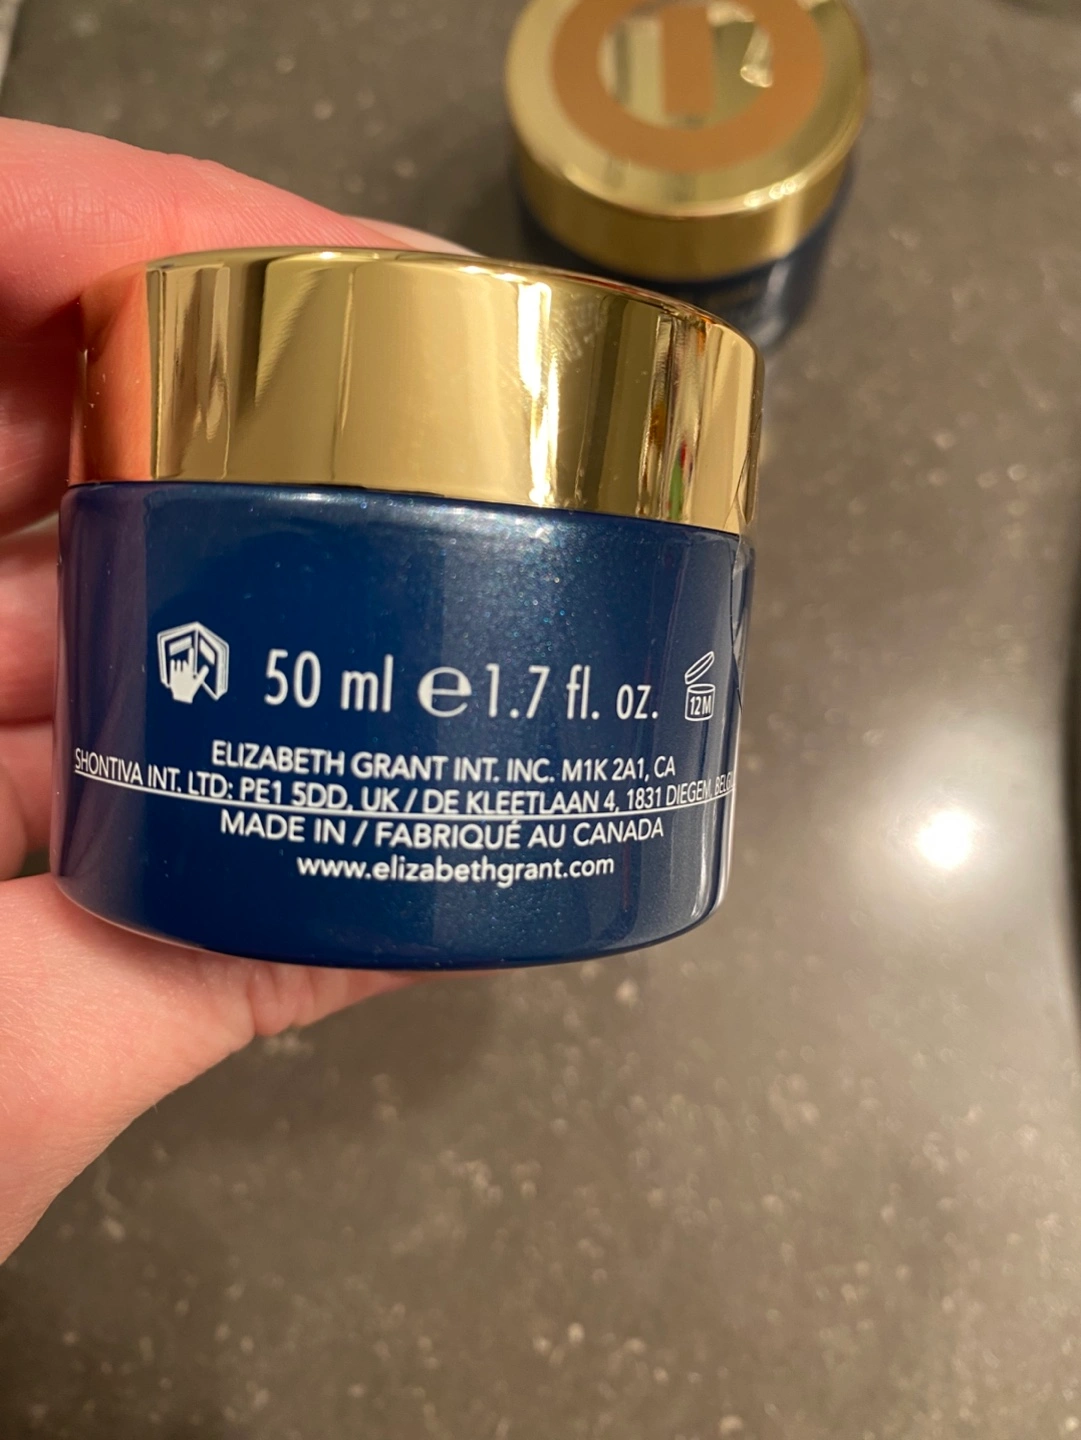 50 ml e 1.7 fl. oz.
12M
ELIZABETH GRANT INT. INC. M1K 2A1, CA
SHONTIVA INT. LTD: PE1 5DD, UK / DE KLEETLAAN 4, 1831 DIEGEM,
MADE IN / FABRIQUÉ AU CANADA
www.elizabethgrant.com